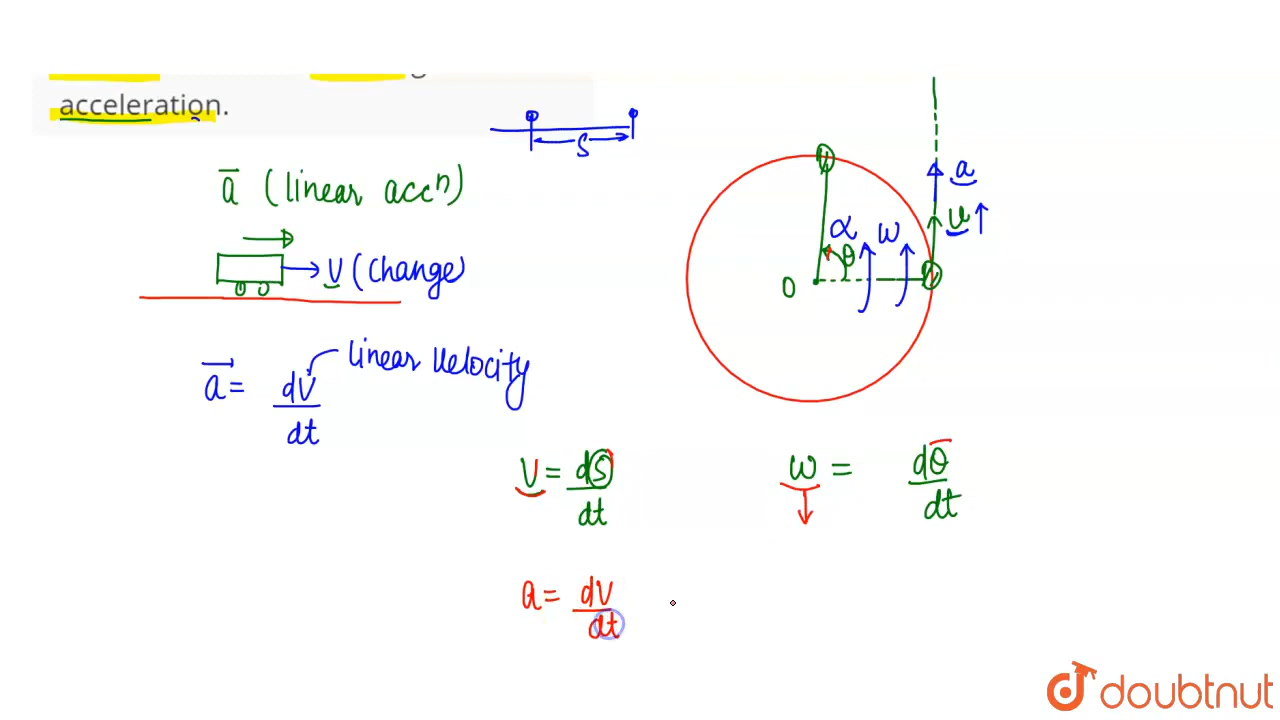 acceleration.
S
a̅ (linear accⁿ)
V (change)
a⃗ = dV/dt
linear velocity
a
v ↑
α
ω
θ
O
V = dS/dt
ω = dθ̅/dt
a = dV/dt
doubtnut